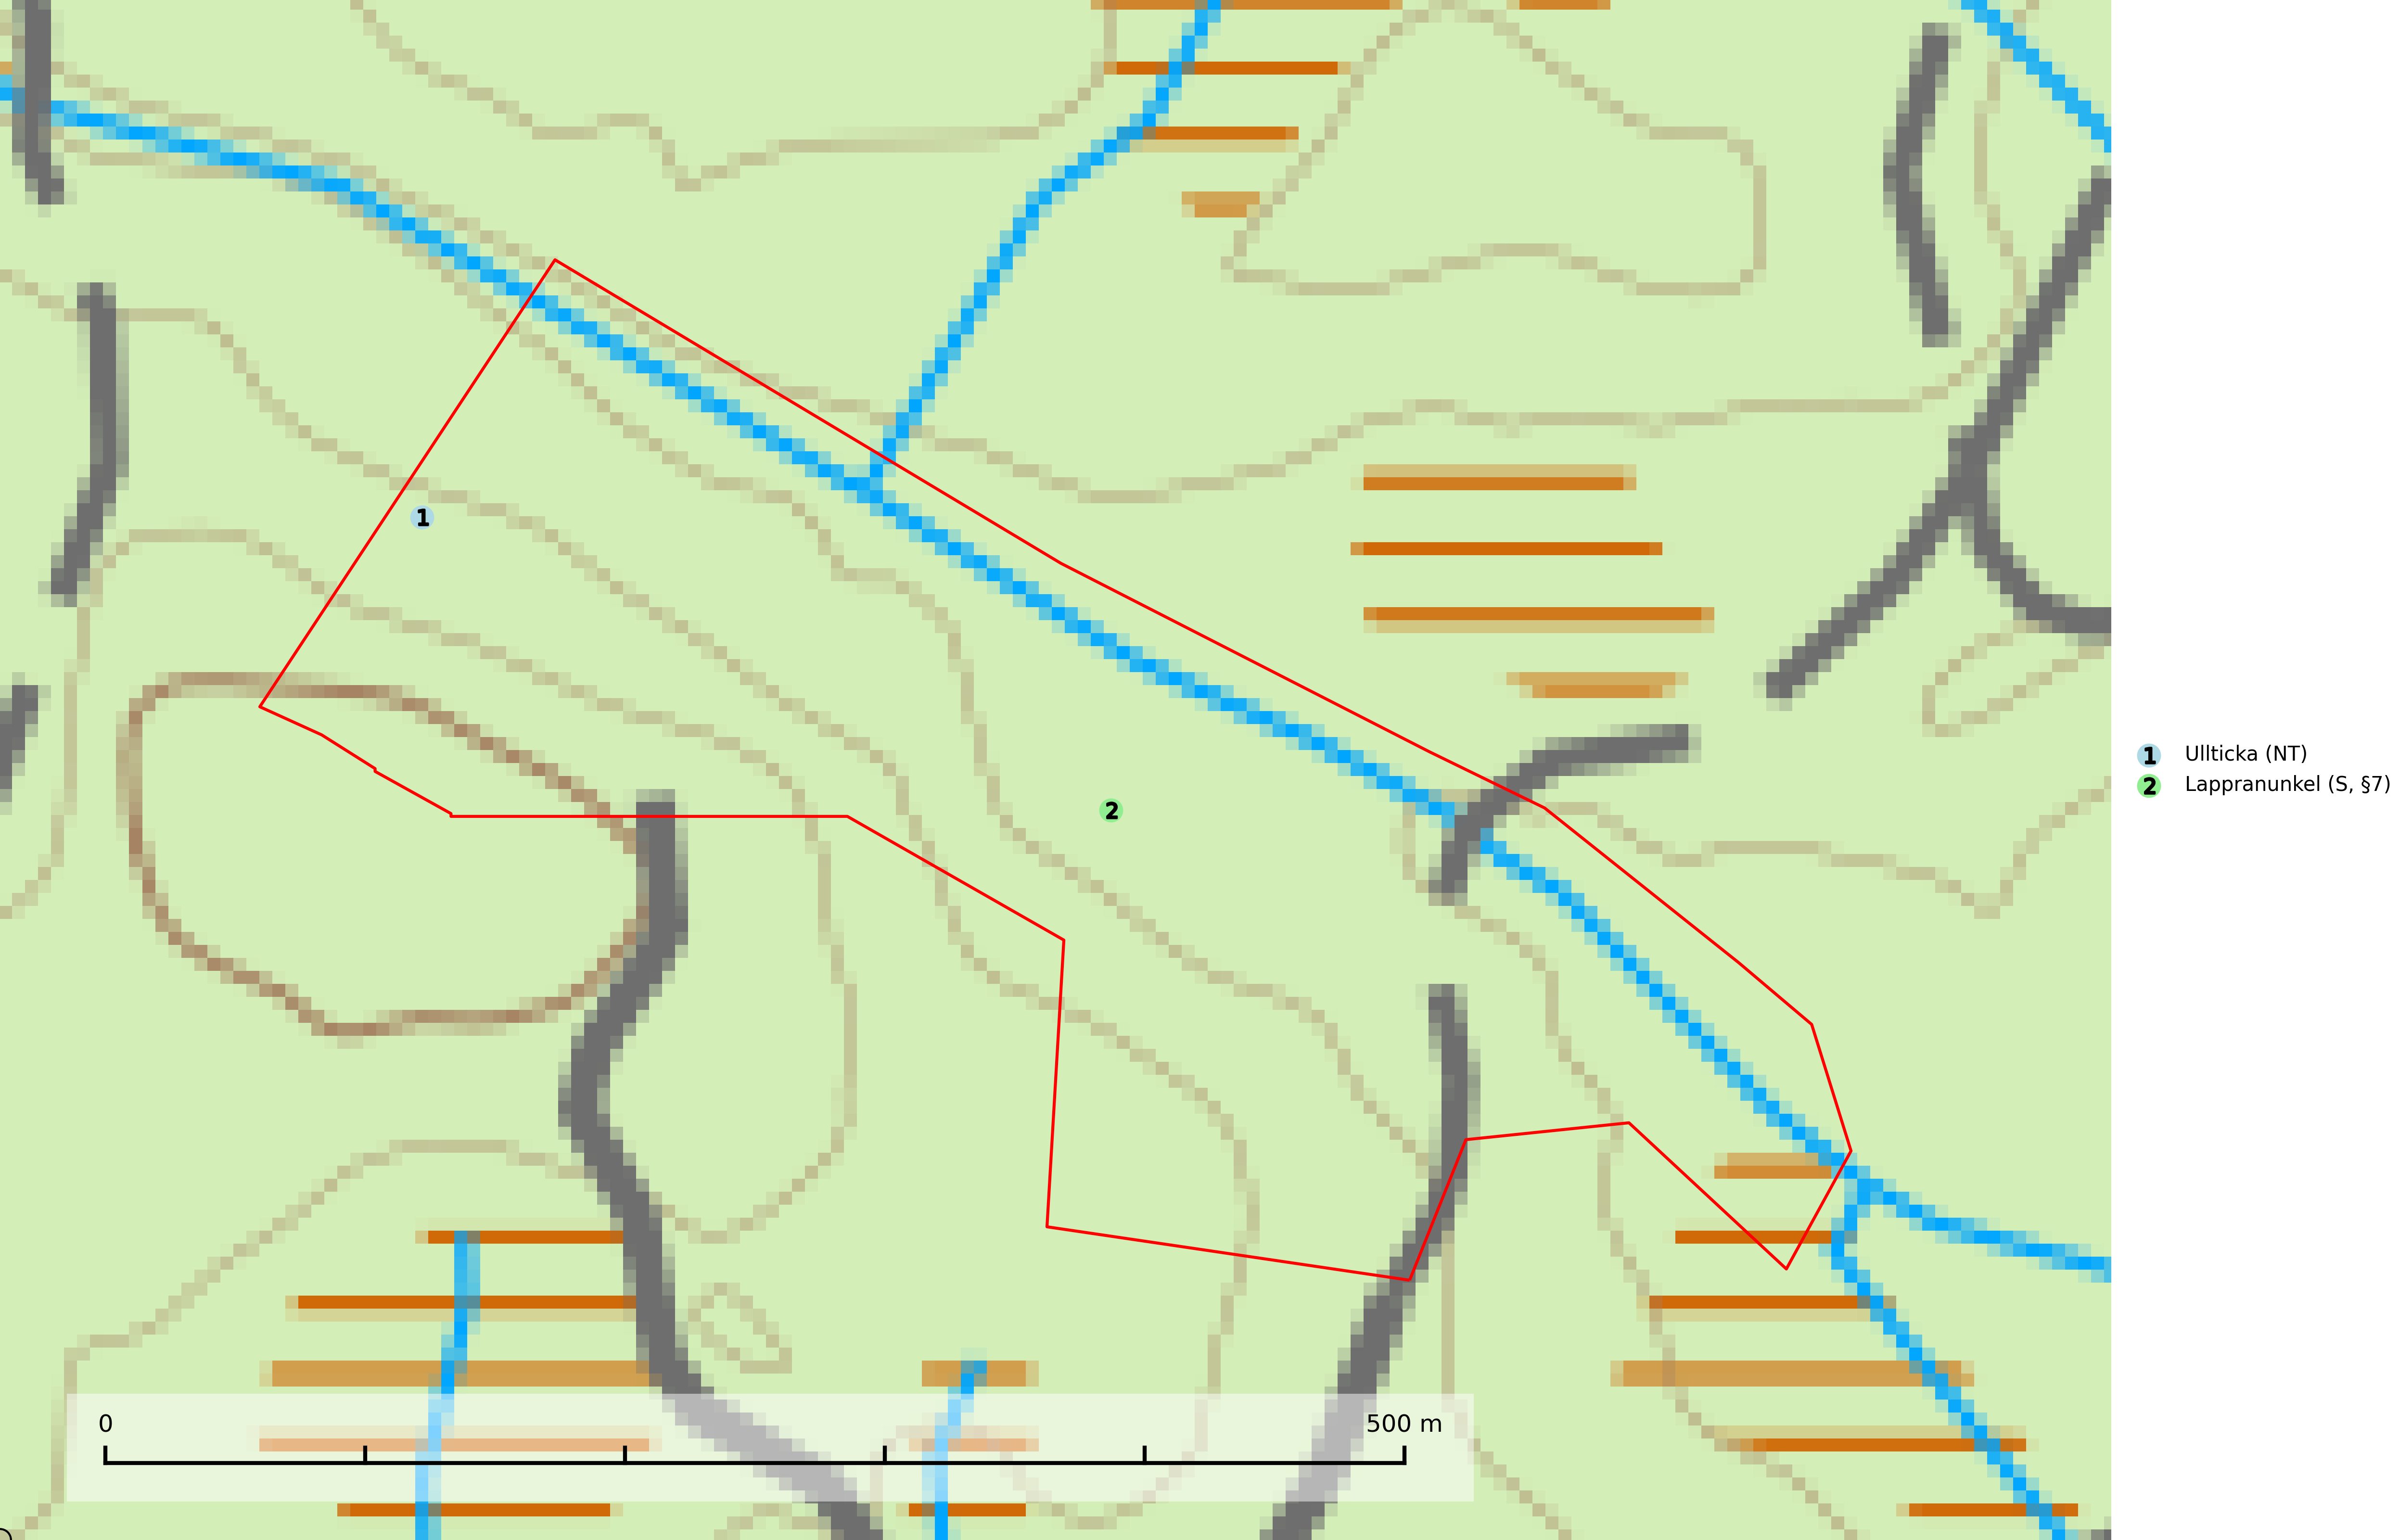 1
2
1 Ullticka (NT)
2 Lappranunkel (S, §7)
0 500 m